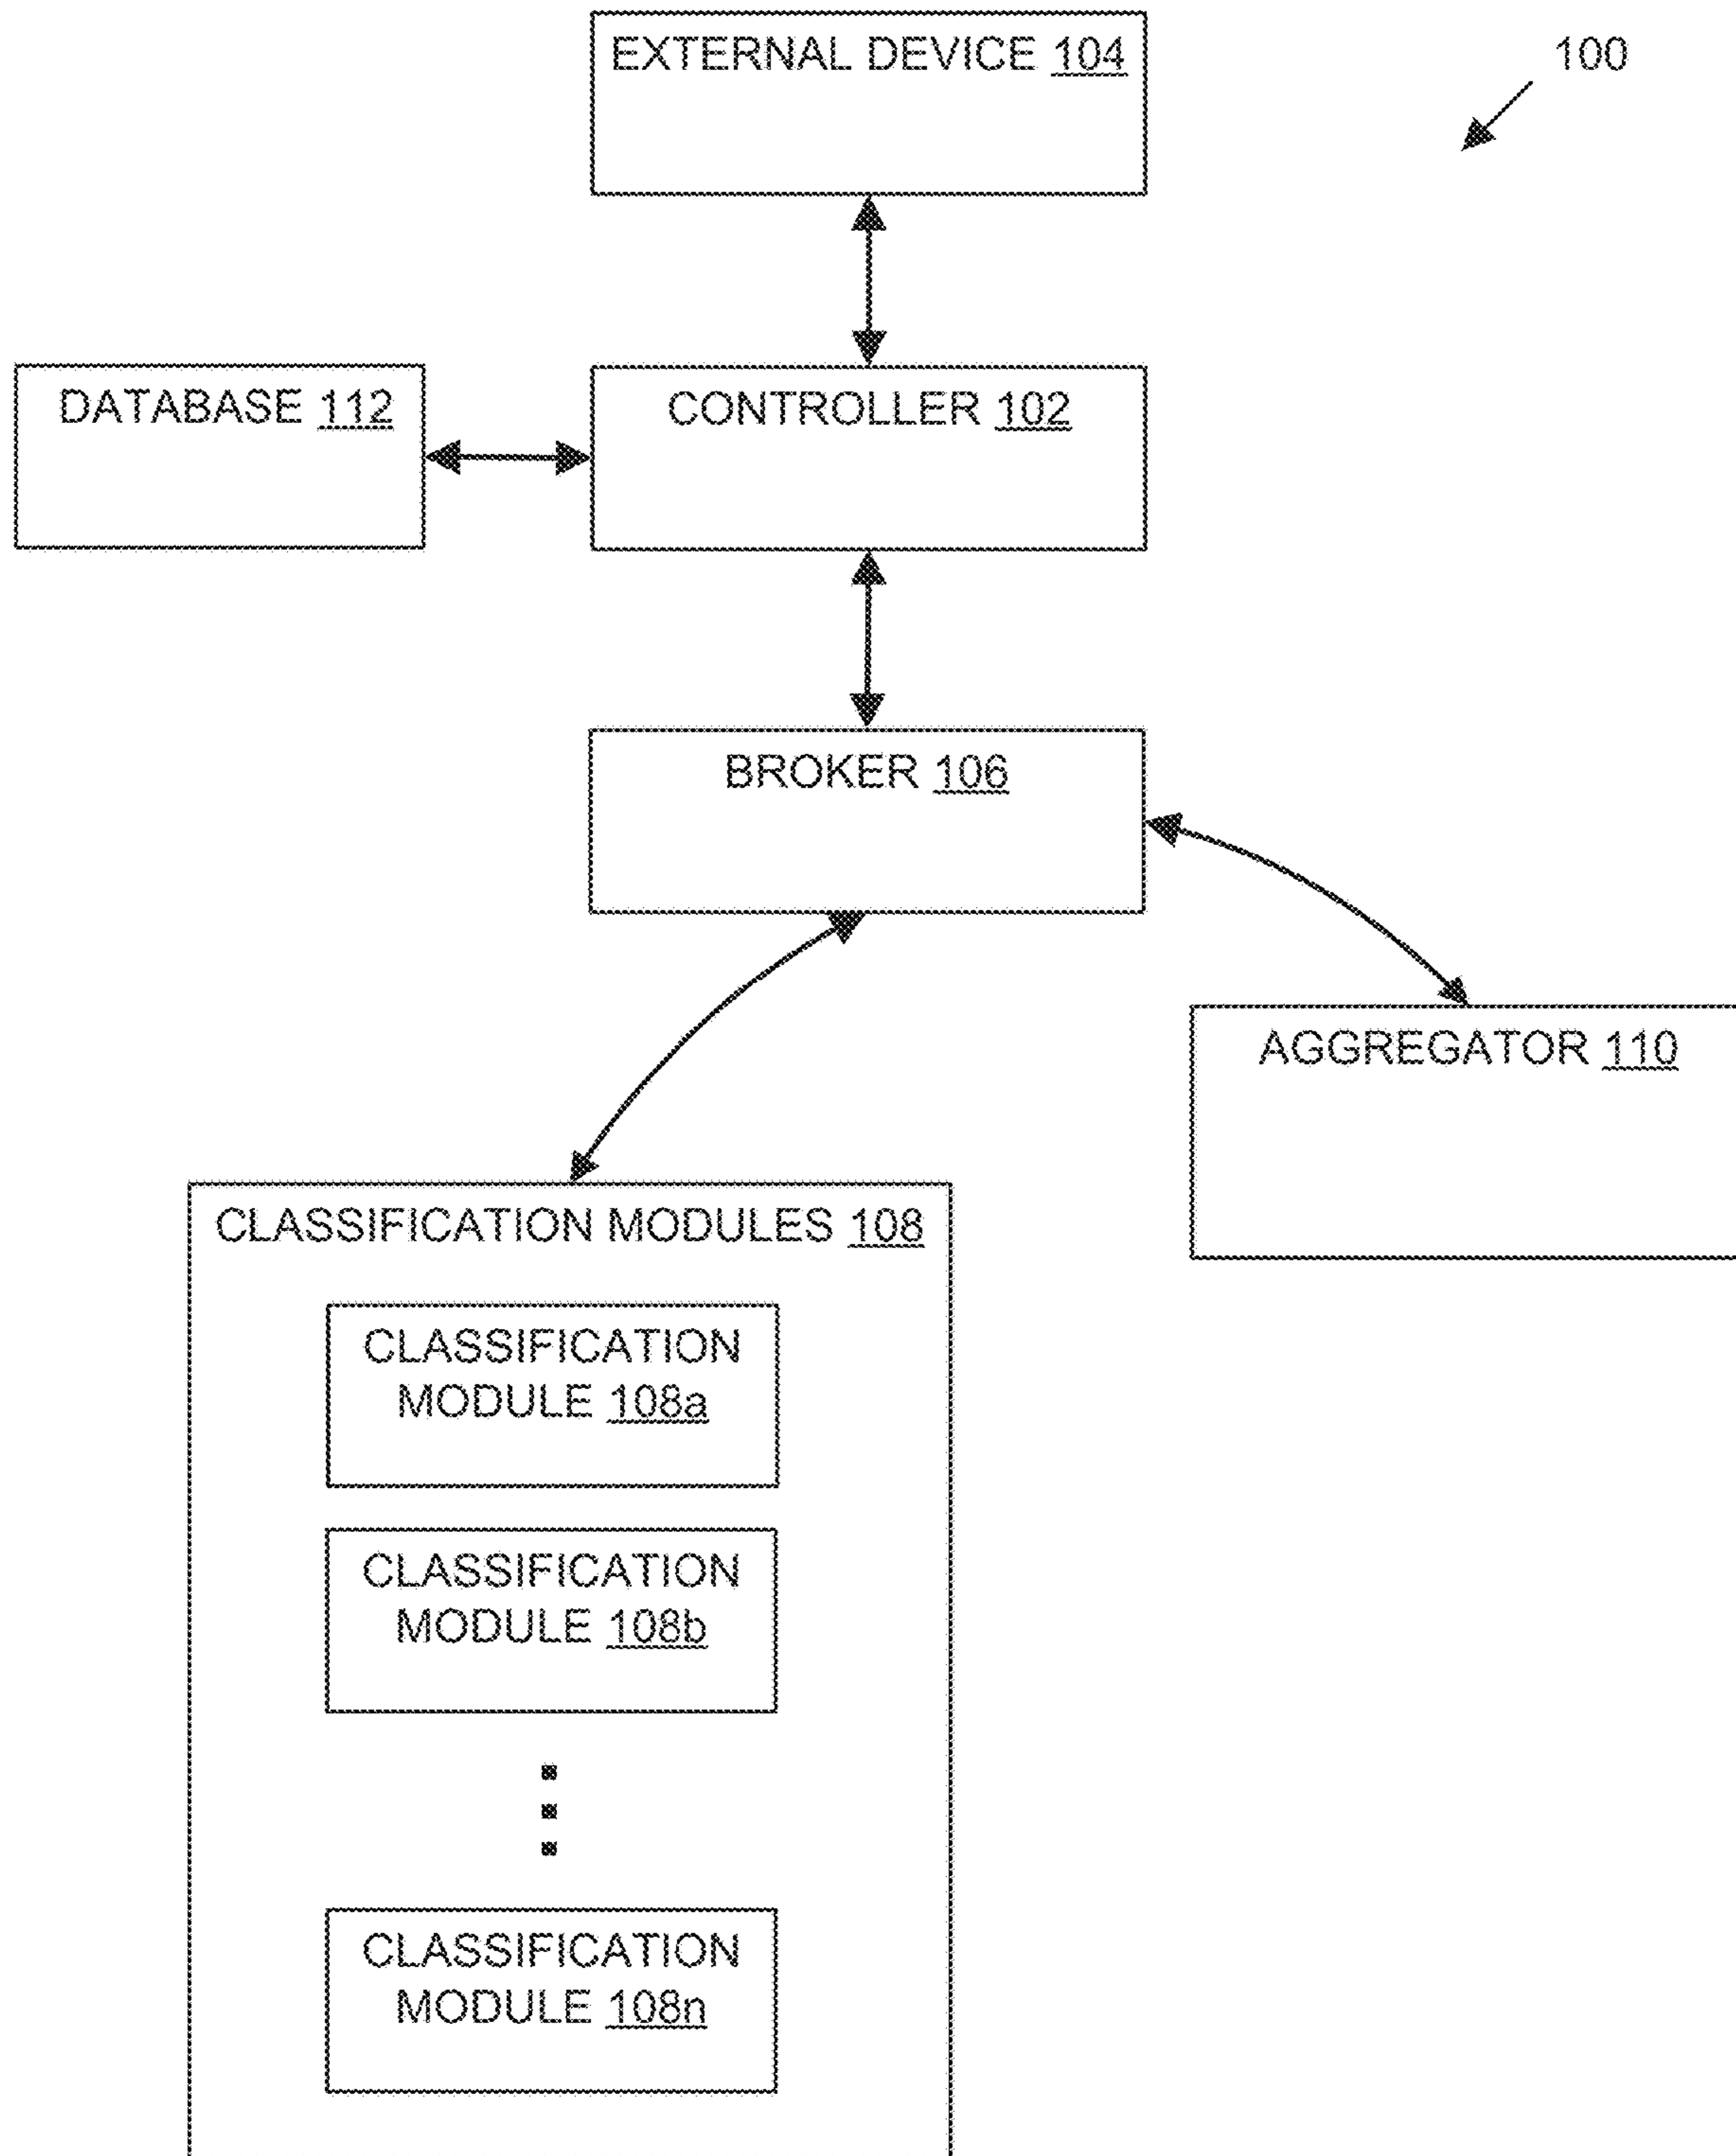 EXTERNAL DEVICE 104
100
DATABASE 112
CONTROLLER 102
BROKER 106
AGGREGATOR 110
CLASSIFICATION MODULES 108
CLASSIFICATION
MODULE 108a
CLASSIFICATION
MODULE 108b
CLASSIFICATION
MODULE 108n